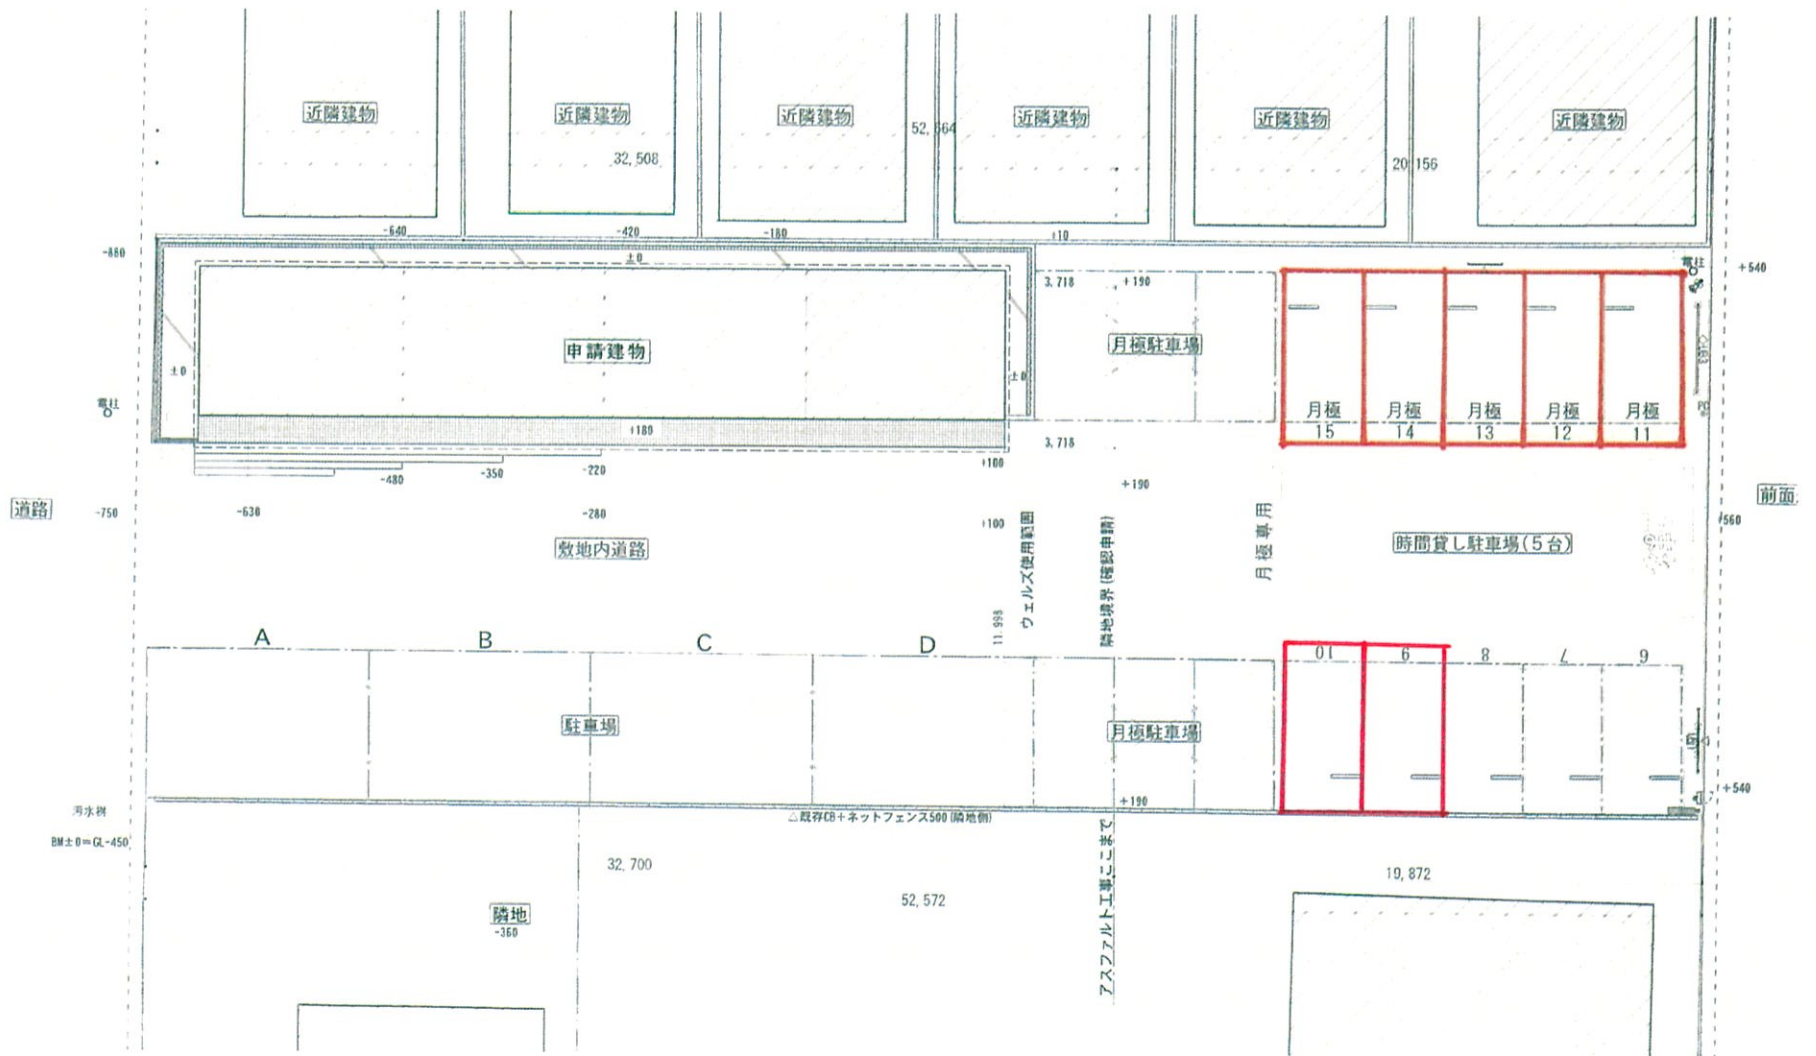 近隣建物
近隣建物
近隣建物
近隣建物
近隣建物
近隣建物
52,664
32,508
20,156
-640
-420
-180
+10
-880
±0
電柱
+540
3,718
+190
申請建物
月極駐車場
±0
±0
電柱
月極
月極
月極
月極
月極
15
14
13
12
11
+180
3,718
-220
-350
-480
+100
+190
道路
-750
-630
-280
+100
前面
560
敷地内道路
ウェルズ使用範囲
隣地境界(確認申請)
月極専用
時間貸し駐車場(5台)
11.998
A
B
C
D
10
9
8
7
6
駐車場
月極駐車場
+190
+540
汚水桝
△既存CB+ネットフェンス500(隣地側)
BM±0=GL-450
アスファルト工事ここまで
32,700
19,872
52,572
隣地
-360